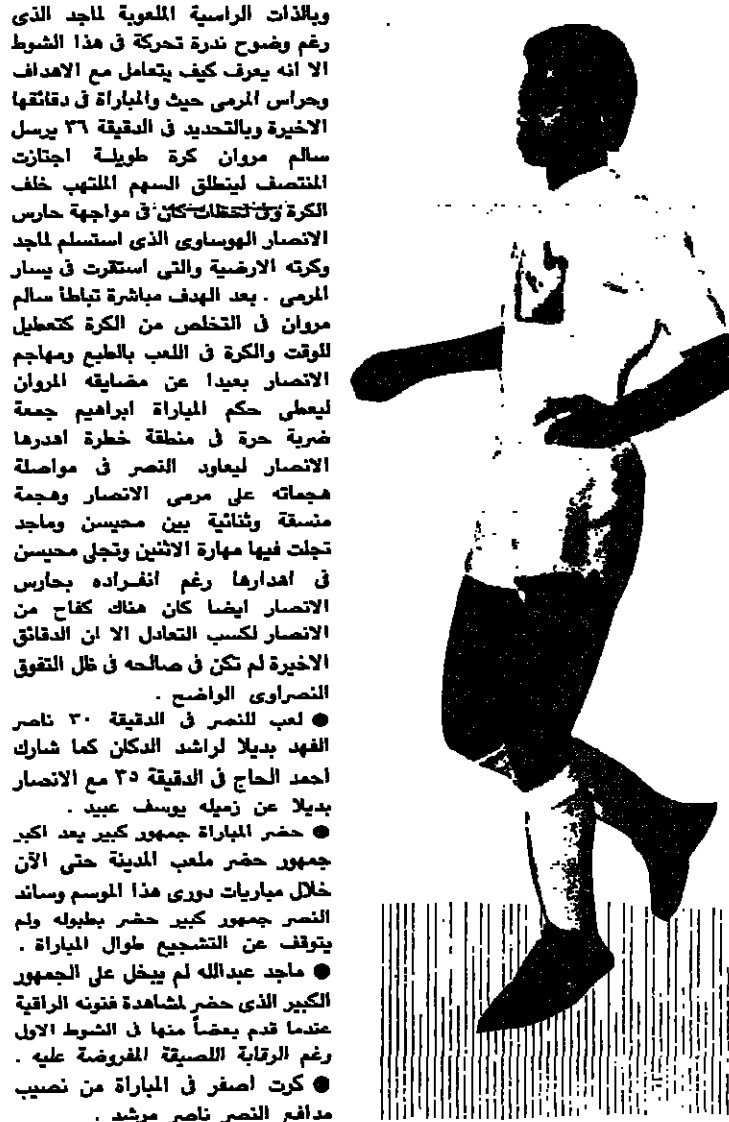 وبالذات الراسية الملعوبة لماجد الذى
رغم وضوح ندرة تحركة فى هذا الشوط
الا انه يعرف كيف يتعامل مع الاهداف
وحراس المرمى حيث والمباراة فى دقائقها
الاخيرة وبالتحديد فى الدقيقة ٣٦ يرسل
سالم مروان كرة طويلة اجتازت
المنتصف لينطلق السهم الملتهب خلف
الكرة وفى لحظات كان فى مواجهة حارس
الانصار الهوساوى الذى استسلم لماجد
وكرته الارضية والتى استقرت فى يسار
المرمى . بعد الهدف مباشرة تباطأ سالم
مروان فى التخلص من الكرة كتعطيل
للوقت والكرة فى اللعب بالطبع ومهاجم
الانصار بعيدا عن مضايقه المروان
ليعطى حكم المباراة ابراهيم جمعة
ضربة حرة فى منطقة خطرة اهدرها
الانصار ليعاود النصر فى مواصلة
هجماته على مرمى الانصار وهجمة
منسقة وثنائية بين محيسن وماجد
تجلت فيها مهارة الاثنين وتجلى محيسن
فى اهدارها رغم انفراده بحارس
الانصار ايضا كان هناك كفاح من
الانصار لكسب التعادل الا ان الدقائق
الاخيرة لم تكن فى صالحه فى ظل التفوق
النصراوى الواضح .
● لعب للنصر فى الدقيقة ٣٠ ناصر
الفهد بديلا لراشد الدكان كما شارك
احمد الحاج فى الدقيقة ٣٥ مع الانصار
بديلا عن زميله يوسف عبيد .
● حضر المباراة جمهور كبير يعد اكبر
جمهور حضر ملعب المدينة حتى الآن
خلال مباريات دورى هذا الموسم وساند
النصر جمهور كبير حضر بطبوله ولم
يتوقف عن التشجيع طوال المباراة .
● ماجد عبدالله لم يبخل على الجمهور
الكبير الذى حضر لمشاهدة فنونه الراقية
عندما قدم بعضاً منها فى الشوط الاول
رغم الرقابة اللصيقة المفروضة عليه .
● كرت اصفر فى المباراة من نصيب
مدافع النصر ناصر مرشد .